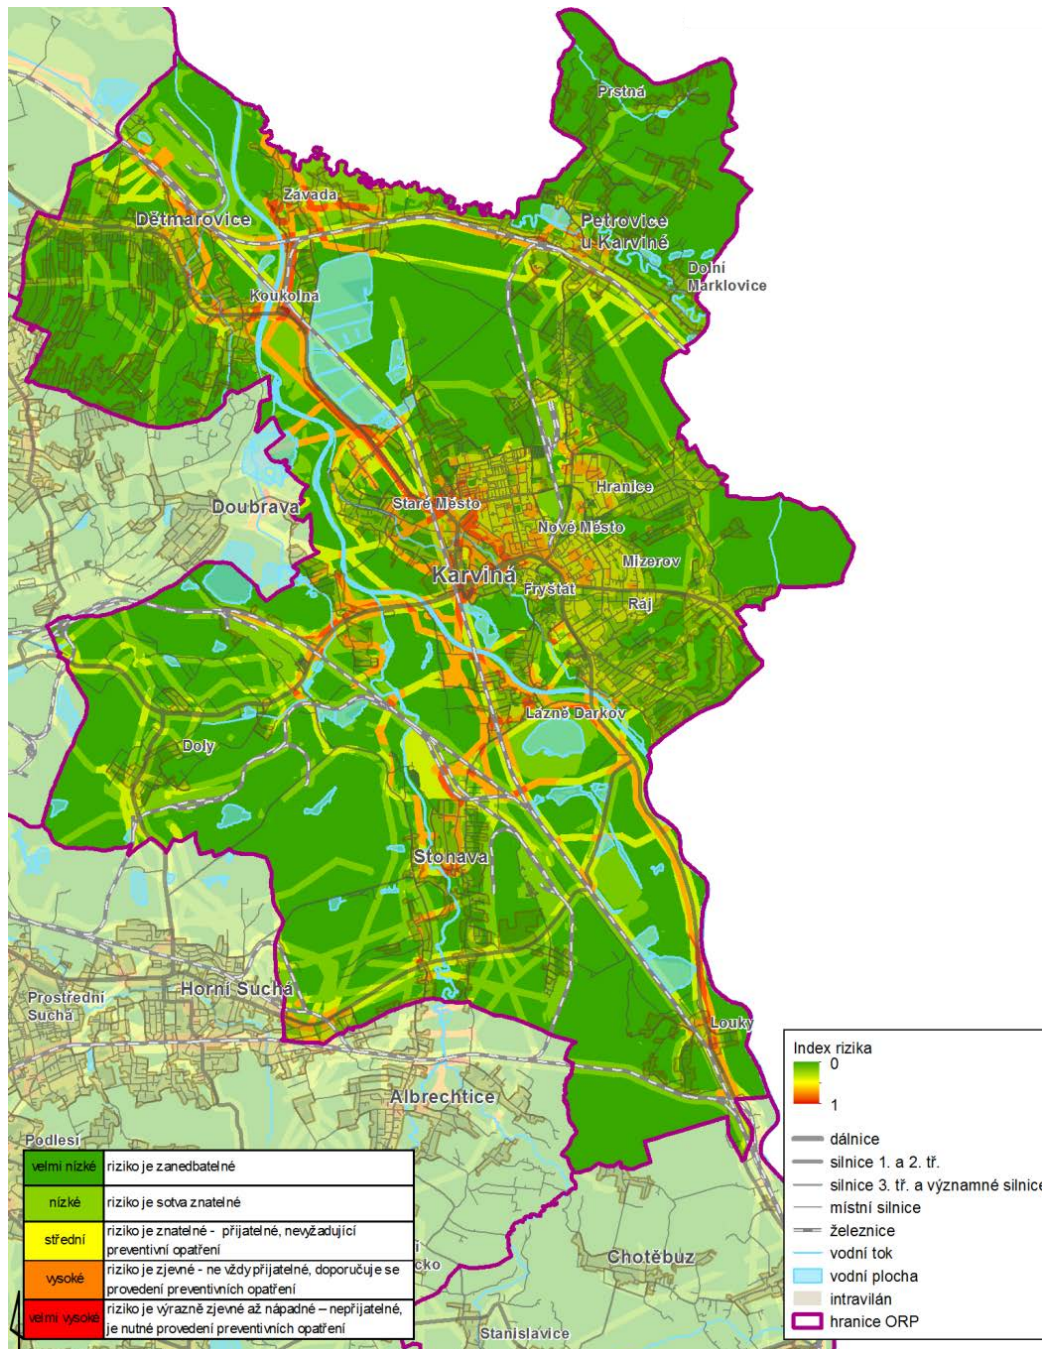 Prstná
Závada
Dětmarovice
Petrovice
u Karviné
Dolní
Marklovice
Koukolná
Hranice
Staré Město
Doubrava
Nové Město
Mizerov
Karviná
Fryštát
Ráj
Lázně Darkov
Doly
Stonava
Horní Suchá
Prostřední
Suchá
Louky
Albrechtice
Podlesí
Chotěbuz
Stanislavice
velmi nízké riziko je zanedbatelné
nízké riziko je sotva znatelné
střední riziko je znatelné - přijatelné, nevyžadující
preventivní opatření
vysoké riziko je zjevné - ne vždy přijatelné, doporučuje se
provedení preventivních opatření
velmi vysoké riziko je výrazně zjevné až nápadné – nepřijatelné,
je nutné provedení preventivních opatření
Index rizika
0
1
dálnice
silnice 1. a 2. tř.
silnice 3. tř. a významné silnice
místní silnice
železnice
vodní tok
vodní plocha
intravilán
hranice ORP